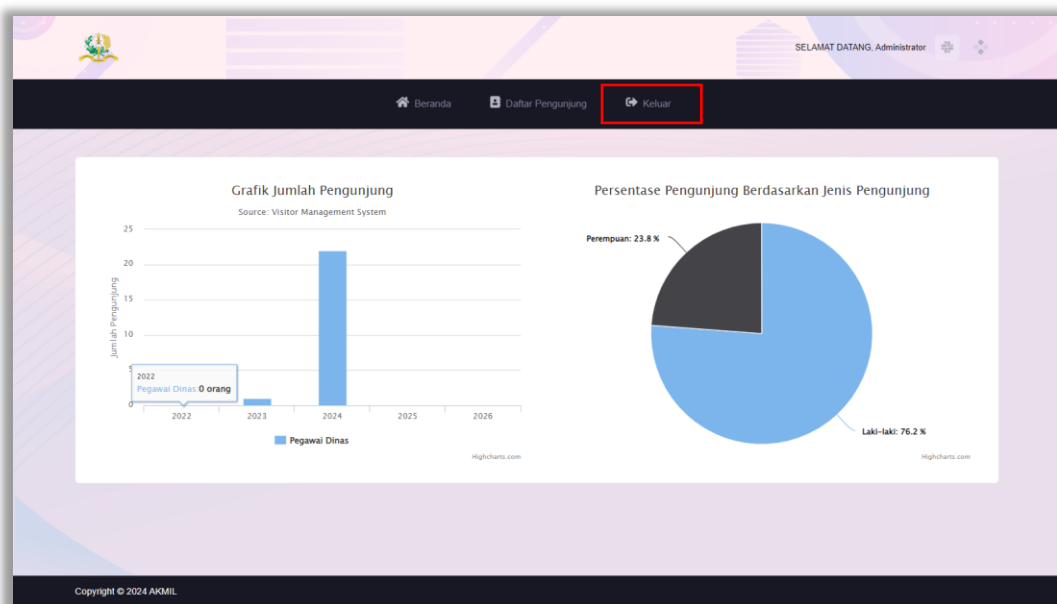 SELAMAT DATANG, Administrator
Beranda
Daftar Pengunjung
Keluar
Grafik Jumlah Pengunjung
Source: Visitor Management System
Jumlah Pengunjung
25
20
15
10
5
0
2022
Pegawai Dinas: 0 orang
2022
2023
2024
2025
2026
Pegawai Dinas
Highcharts.com
Persentase Pengunjung Berdasarkan Jenis Pengunjung
Perempuan: 23.8 %
Laki-laki: 76.2 %
Highcharts.com
Copyright © 2024 AKMIL